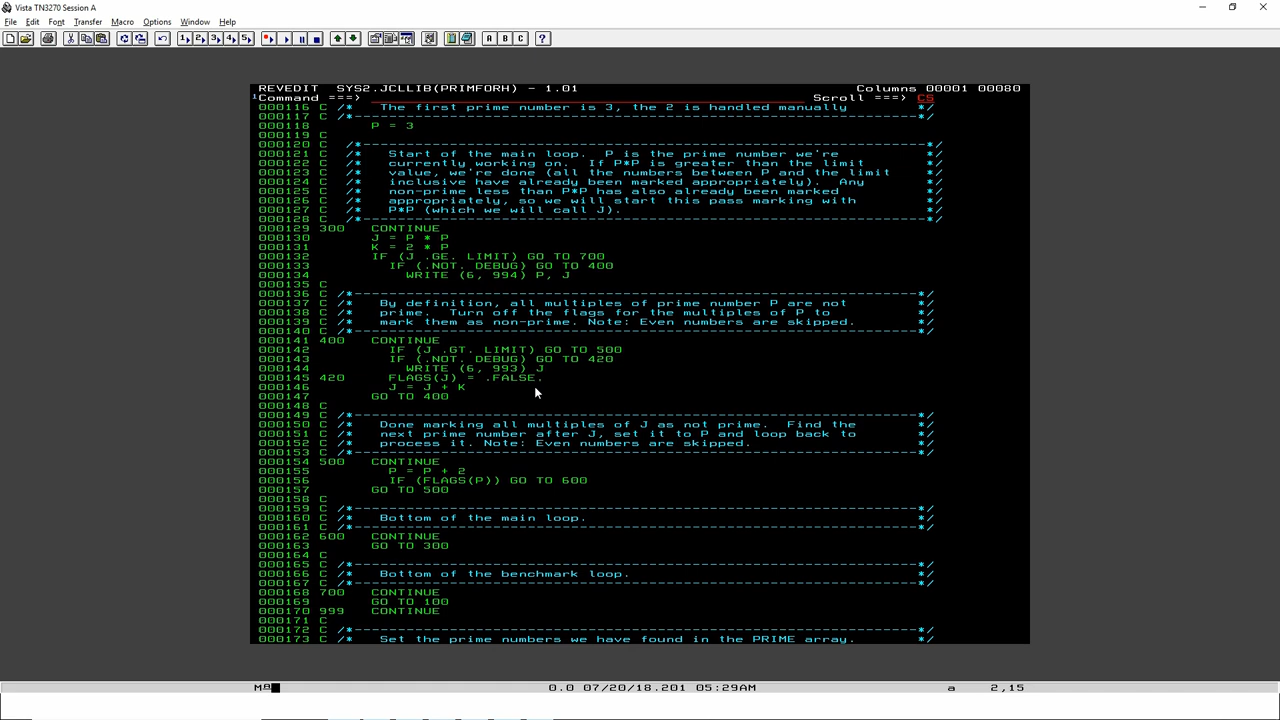 Vista TN3270 Session A
File Edit Font Transfer Macro Options Window Help
REVEDIT  SYS2.JCLLIB(PRIMFORH) - 1.01                                Columns 00001 00080
Command ===>                                                    Scroll ===> CS
000116 C /*   The first prime number is 3, the 2 is handled manually        */
000117 C /*-----------------------------------------------------------------*/
000118       P = 3
000119 C
000120 C  /*-----------------------------------------------------------------*/
000121 C  /*   Start of the main loop.  P is the prime number we're          */
000122 C  /*   currently working on.  If P*P is greater than the limit       */
000123 C  /*   value, we're done (all the numbers between P and the limit    */
000124 C  /*   inclusive have already been marked appropriately).  Any       */
000125 C  /*   non-prime less than P*P has also already been marked          */
000126 C  /*   appropriately, so we will start this pass marking with        */
000127 C  /*   P*P (which we will call J).                                   */
000128 C  /*-----------------------------------------------------------------*/
000129 300   CONTINUE
000130       J = P * P
000131       K = 2 * P
000132       IF (J .GE. LIMIT) GO TO 700
000133         IF (.NOT. DEBUG) GO TO 400
000134           WRITE (6, 994) P, J
000135 C
000136 C /*-----------------------------------------------------------------*/
000137 C /*   By definition, all multiples of prime number P are not        */
000138 C /*   prime.  Turn off the flags for the multiples of P to          */
000139 C /*   mark them as non-prime. Note: Even numbers are skipped.       */
000140 C /*-----------------------------------------------------------------*/
000141 400   CONTINUE
000142         IF (J .GT. LIMIT) GO TO 500
000143         IF (.NOT. DEBUG) GO TO 420
000144           WRITE (6, 993) J
000145 420     FLAGS(J) = .FALSE.
000146         J = J + K
000147       GO TO 400
000148 C
000149 C /*-----------------------------------------------------------------*/
000150 C /*   Done marking all multiples of J as not prime.  Find the       */
000151 C /*   next prime number after J, set it to P and loop back to       */
000152 C /*   process it. Note: Even numbers are skipped.                   */
000153 C /*-----------------------------------------------------------------*/
000154 500   CONTINUE
000155         P = P + 2
000156         IF (FLAGS(P)) GO TO 600
000157       GO TO 500
000158 C
000159 C /*-----------------------------------------------------------------*/
000160 C /*   Bottom of the main loop.                                      */
000161 C /*-----------------------------------------------------------------*/
000162 600   CONTINUE
000163       GO TO 300
000164 C
000165 C /*-----------------------------------------------------------------*/
000166 C /*   Bottom of the benchmark loop.                                 */
000167 C /*-----------------------------------------------------------------*/
000168 700   CONTINUE
000169       GO TO 100
000170 999   CONTINUE
000171 C
000172 C /*-----------------------------------------------------------------*/
000173 C /*   Set the prime numbers we have found in the PRIME array.       */
0.0 07/20/18.201 05:29AM                    a    2,15